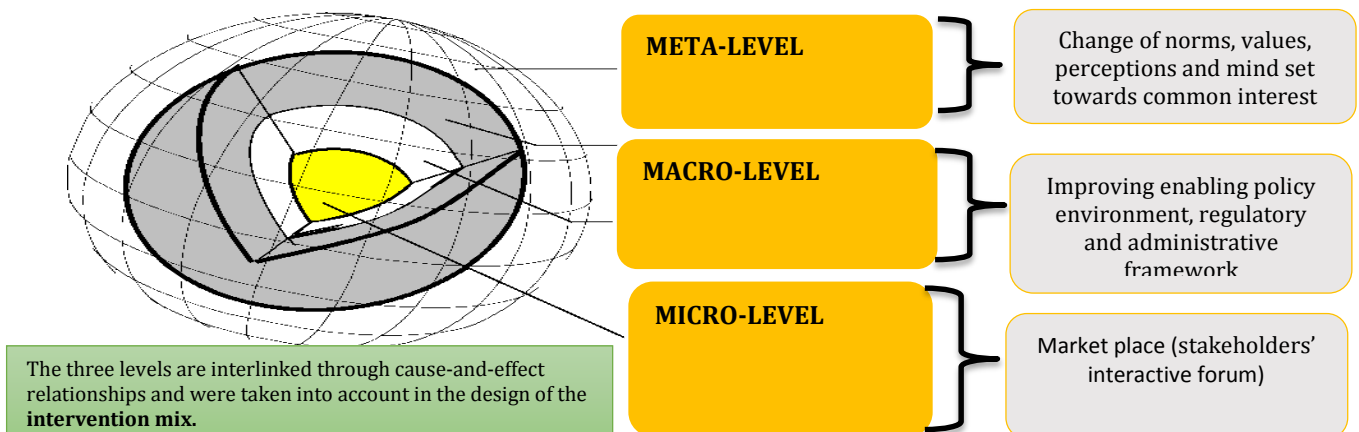 META-LEVEL
Change of norms, values,
perceptions and mind set
towards common interest
MACRO-LEVEL
Improving enabling policy
environment, regulatory
and administrative
framework
MICRO-LEVEL
Market place (stakeholders’
interactive forum)
The three levels are interlinked through cause-and-effect
relationships and were taken into account in the design of the
intervention mix.